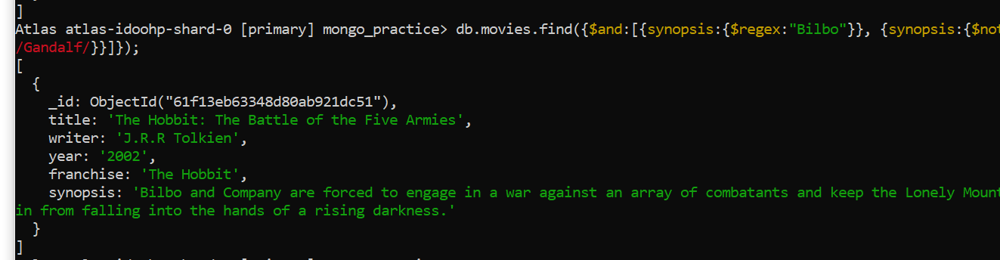 ]
Atlas atlas-idoohp-shard-0 [primary] mongo_practice> db.movies.find({$and:[{synopsis:{$regex:"Bilbo"}}, {synopsis:{$not
/Gandalf/}}]});
[
  {
    _id: ObjectId("61f13eb63348d80ab921dc51"),
    title: 'The Hobbit: The Battle of the Five Armies',
    writer: 'J.R.R Tolkien',
    year: '2002',
    franchise: 'The Hobbit',
    synopsis: 'Bilbo and Company are forced to engage in a war against an array of combatants and keep the Lonely Mount
in from falling into the hands of a rising darkness.'
  }
]